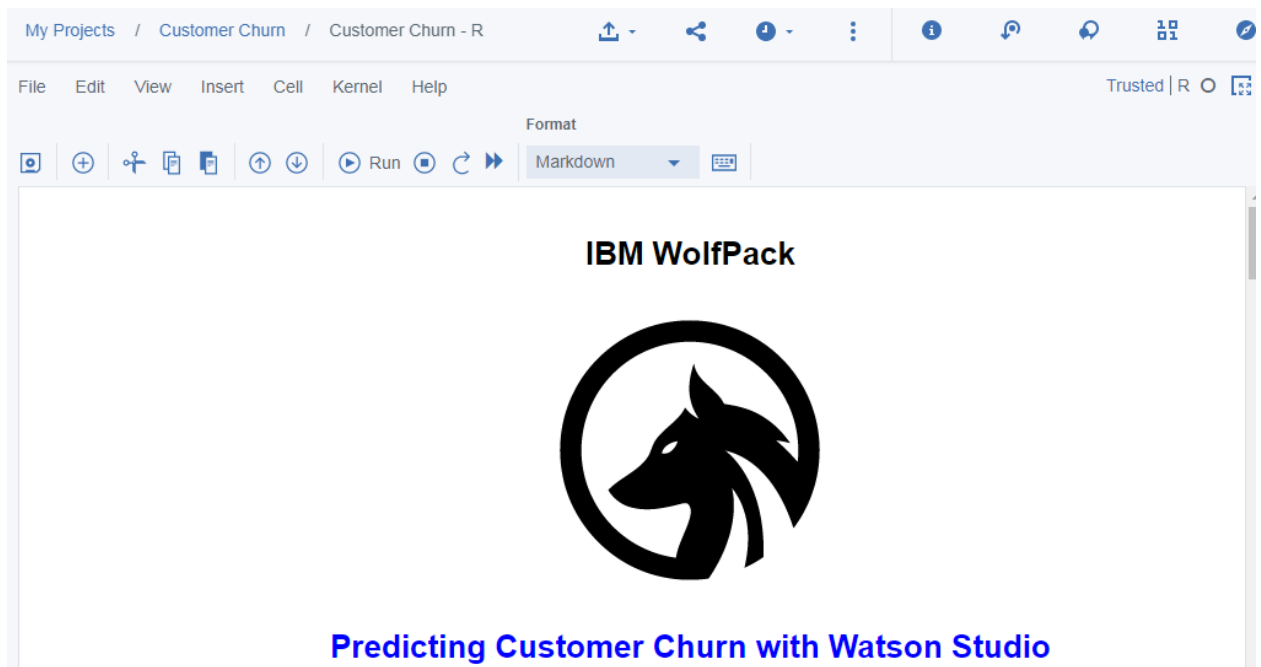 My Projects / Customer Churn / Customer Churn - R
File Edit View Insert Cell Kernel Help Trusted | R
Format
Run Markdown
IBM WolfPack
Predicting Customer Churn with Watson Studio